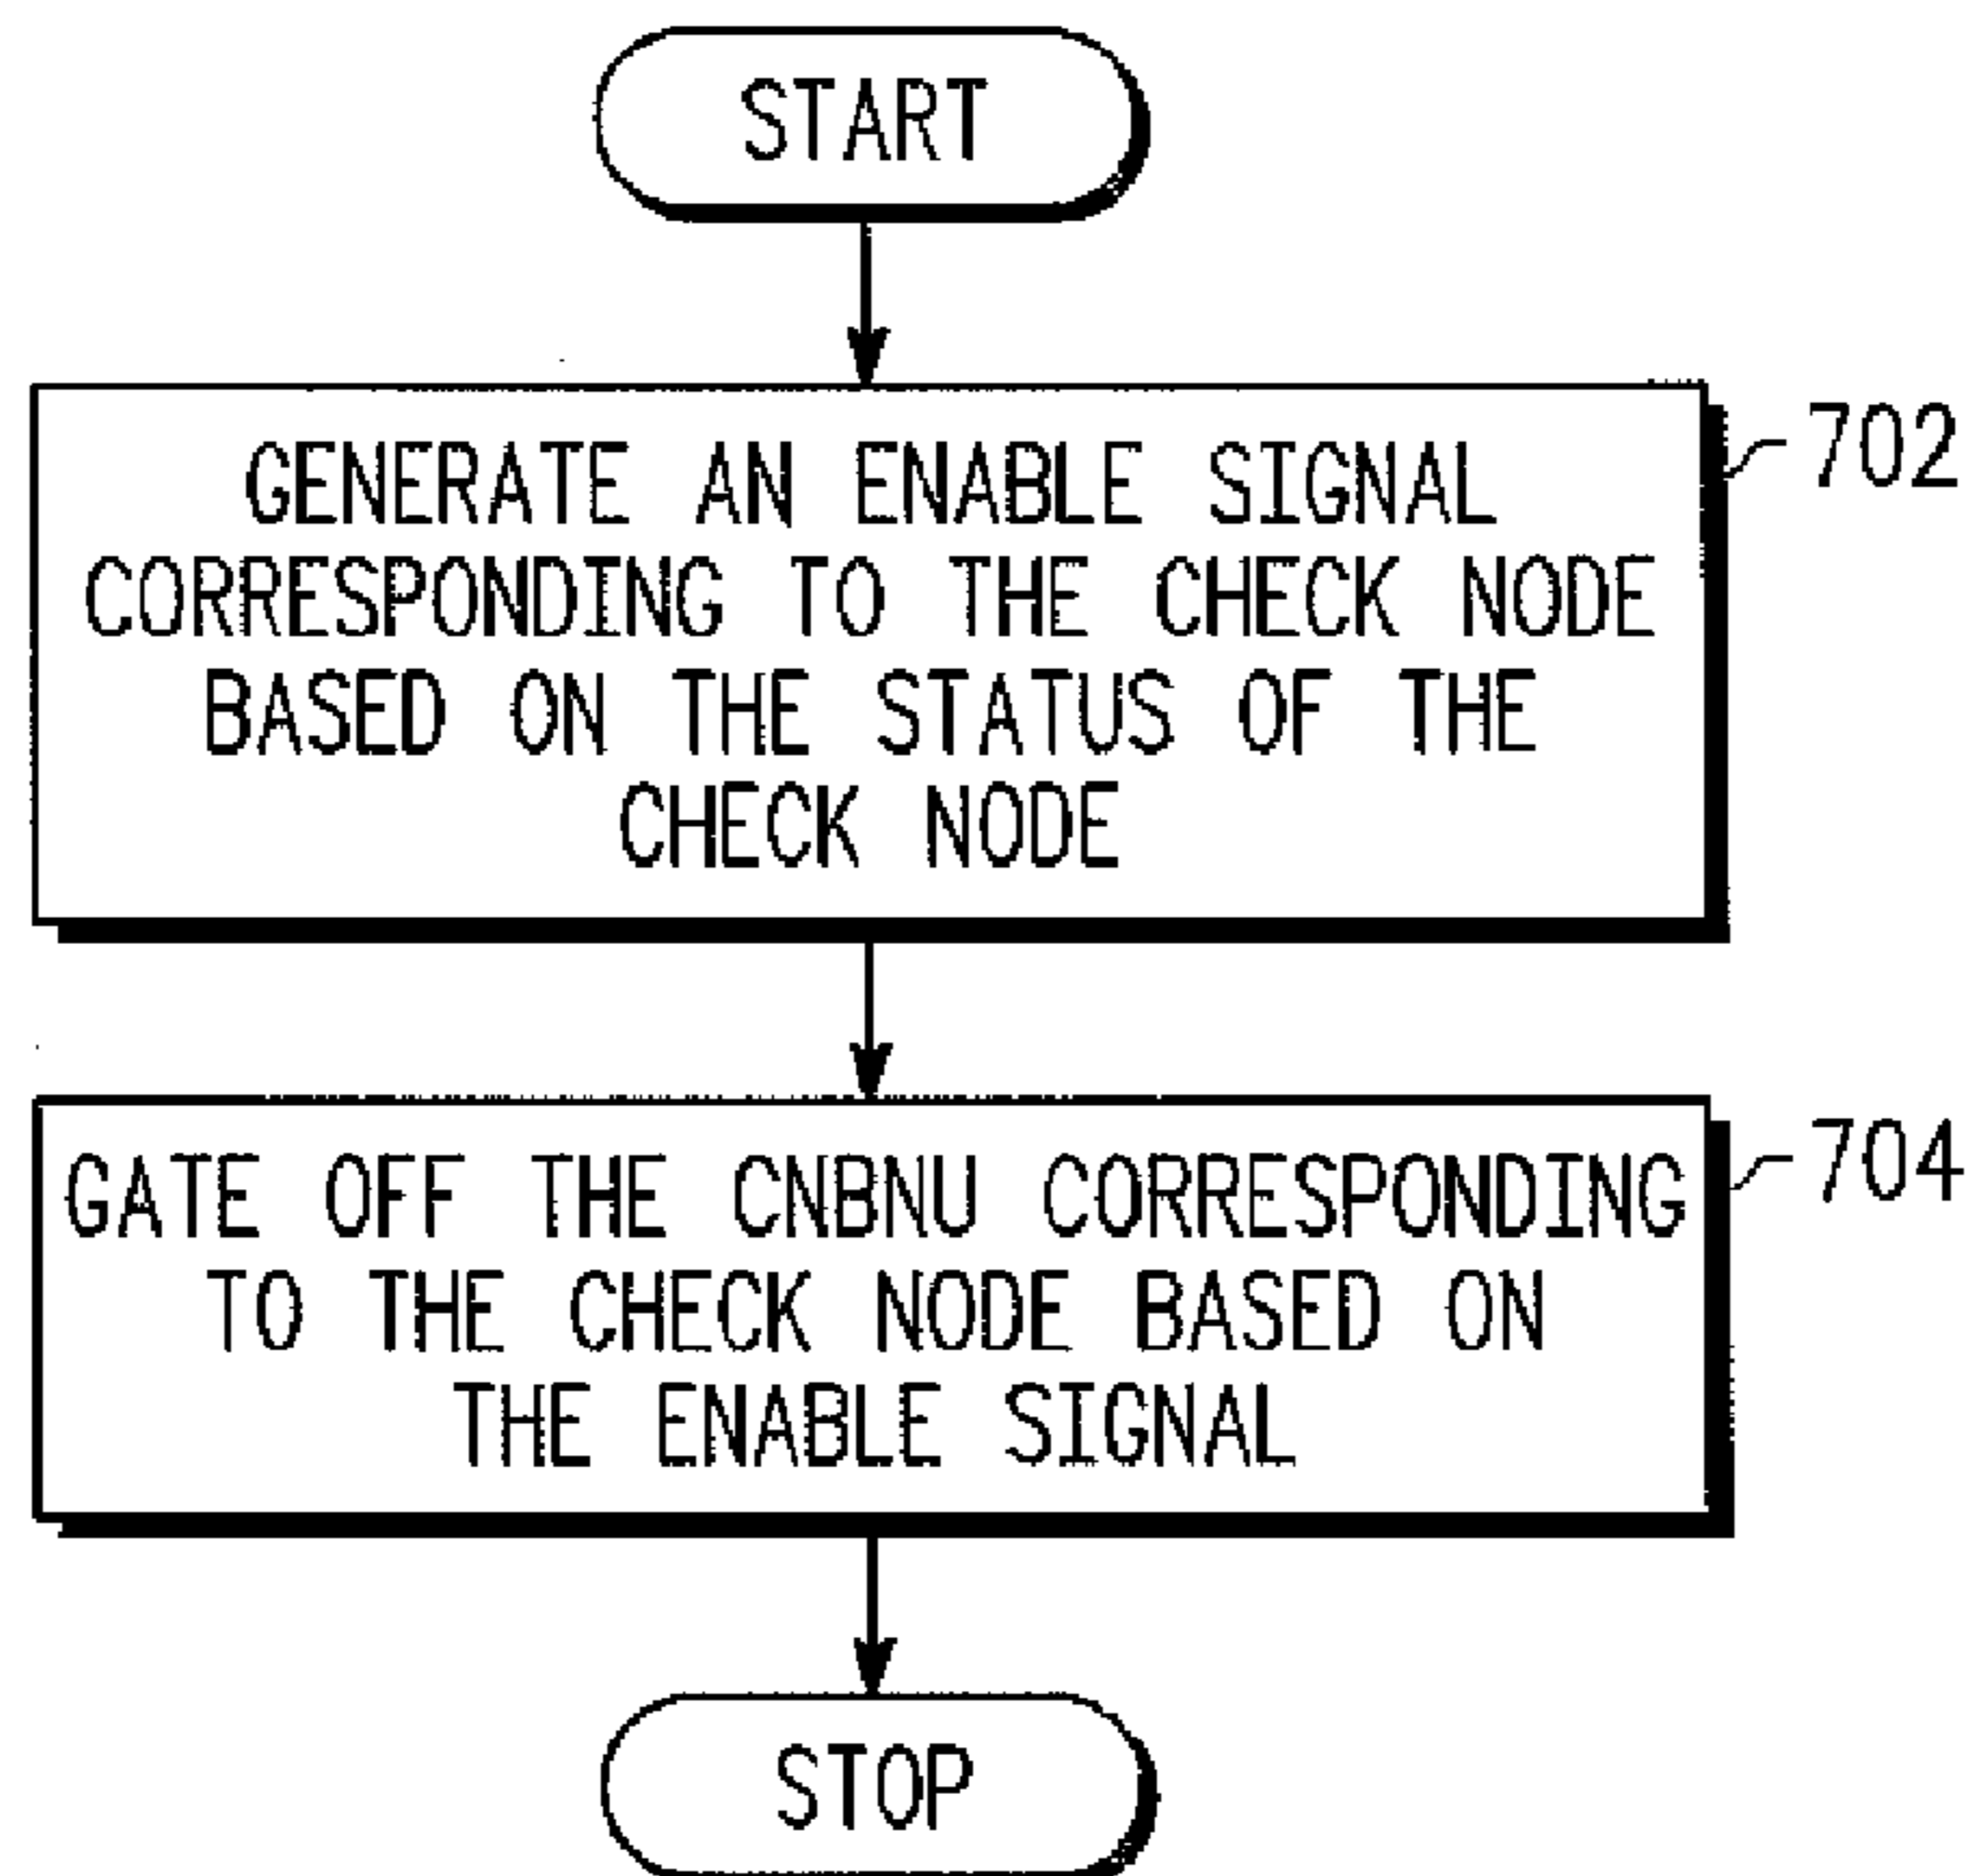 START
GENERATE AN ENABLE SIGNAL
CORRESPONDING TO THE CHECK NODE
BASED ON THE STATUS OF THE
CHECK NODE
702
GATE OFF THE CNBNU CORRESPONDING
TO THE CHECK NODE BASED ON
THE ENABLE SIGNAL
704
STOP